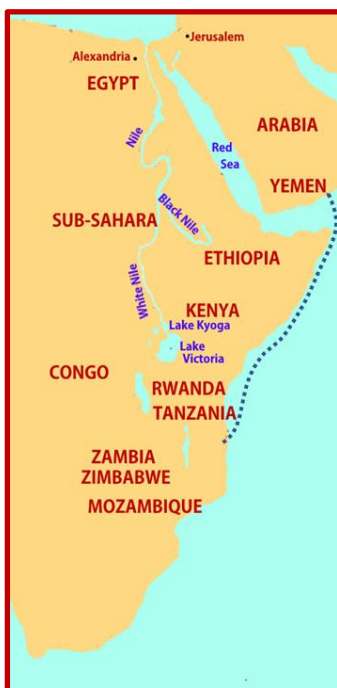 Jerusalem
Alexandria
EGYPT
ARABIA
Nile
Red
Sea
YEMEN
Black Nile
SUB-SAHARA
ETHIOPIA
White Nile
KENYA
Lake Kyoga
Lake
Victoria
CONGO
RWANDA
TANZANIA
ZAMBIA
ZIMBABWE
MOZAMBIQUE